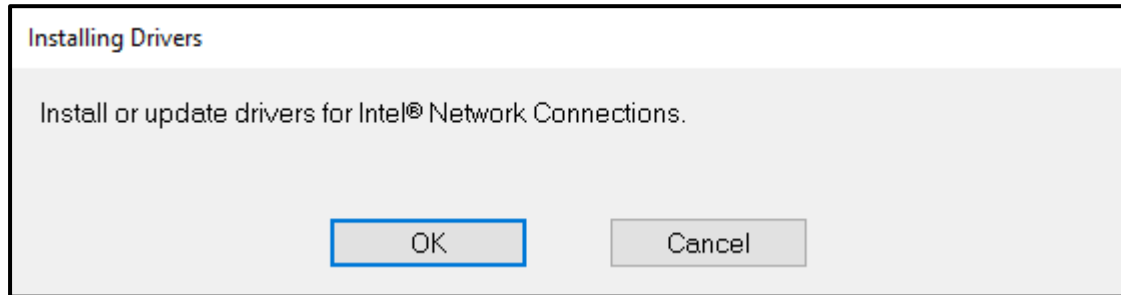 Installing Drivers
Install or update drivers for Intel® Network Connections.
OK
Cancel